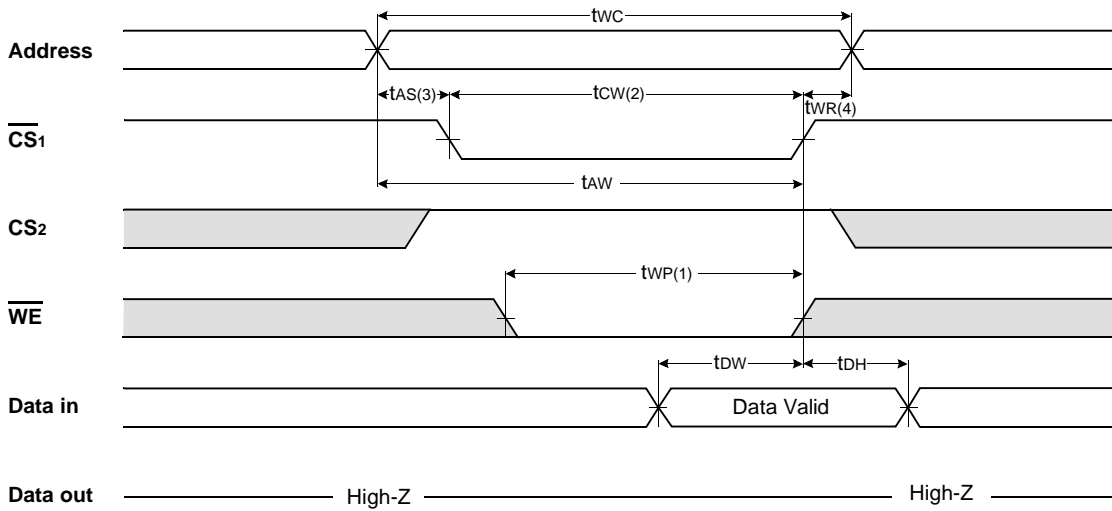 tWC
Address
tAS(3) tCW(2) tWR(4)
CS1
tAW
CS2
tWP(1)
WE
tDW tDH
Data in Data Valid
Data out High-Z High-Z